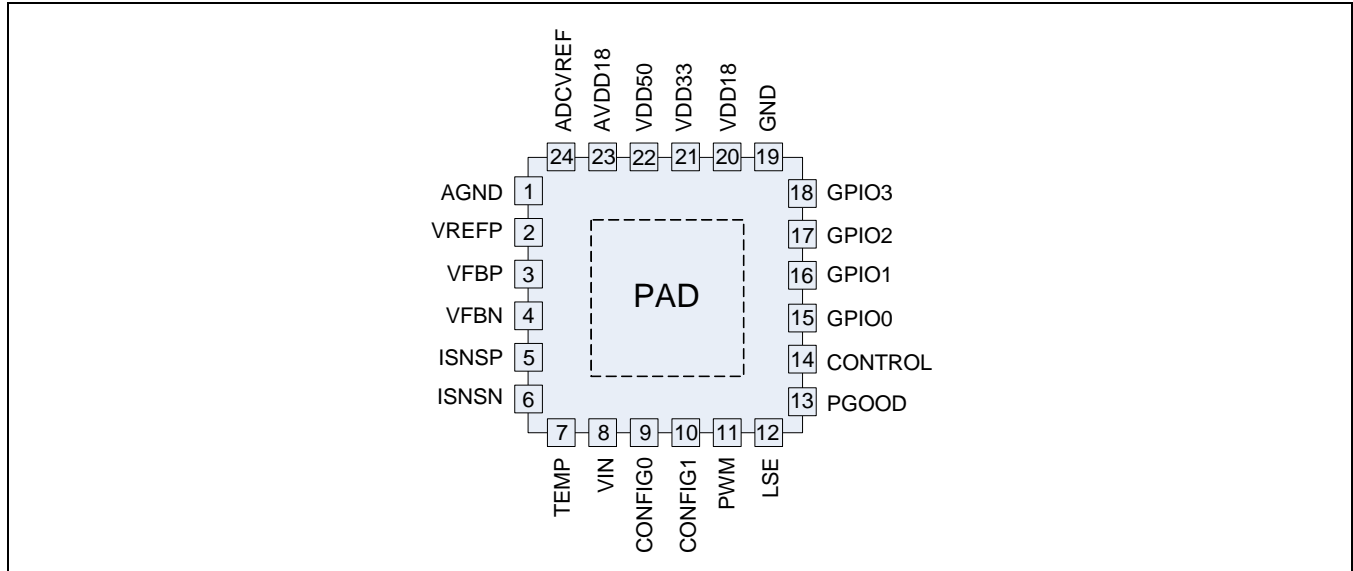 ADCVREF
AVDD18
VDD50
VDD33
VDD18
GND
24
23
22
21
20
19
AGND 1
VREFP 2
VFBP 3
VFBN 4
ISNSP 5
ISNSN 6
PAD
18 GPIO3
17 GPIO2
16 GPIO1
15 GPIO0
14 CONTROL
13 PGOOD
7
8
9
10
11
12
TEMP
VIN
CONFIG0
CONFIG1
PWM
LSE